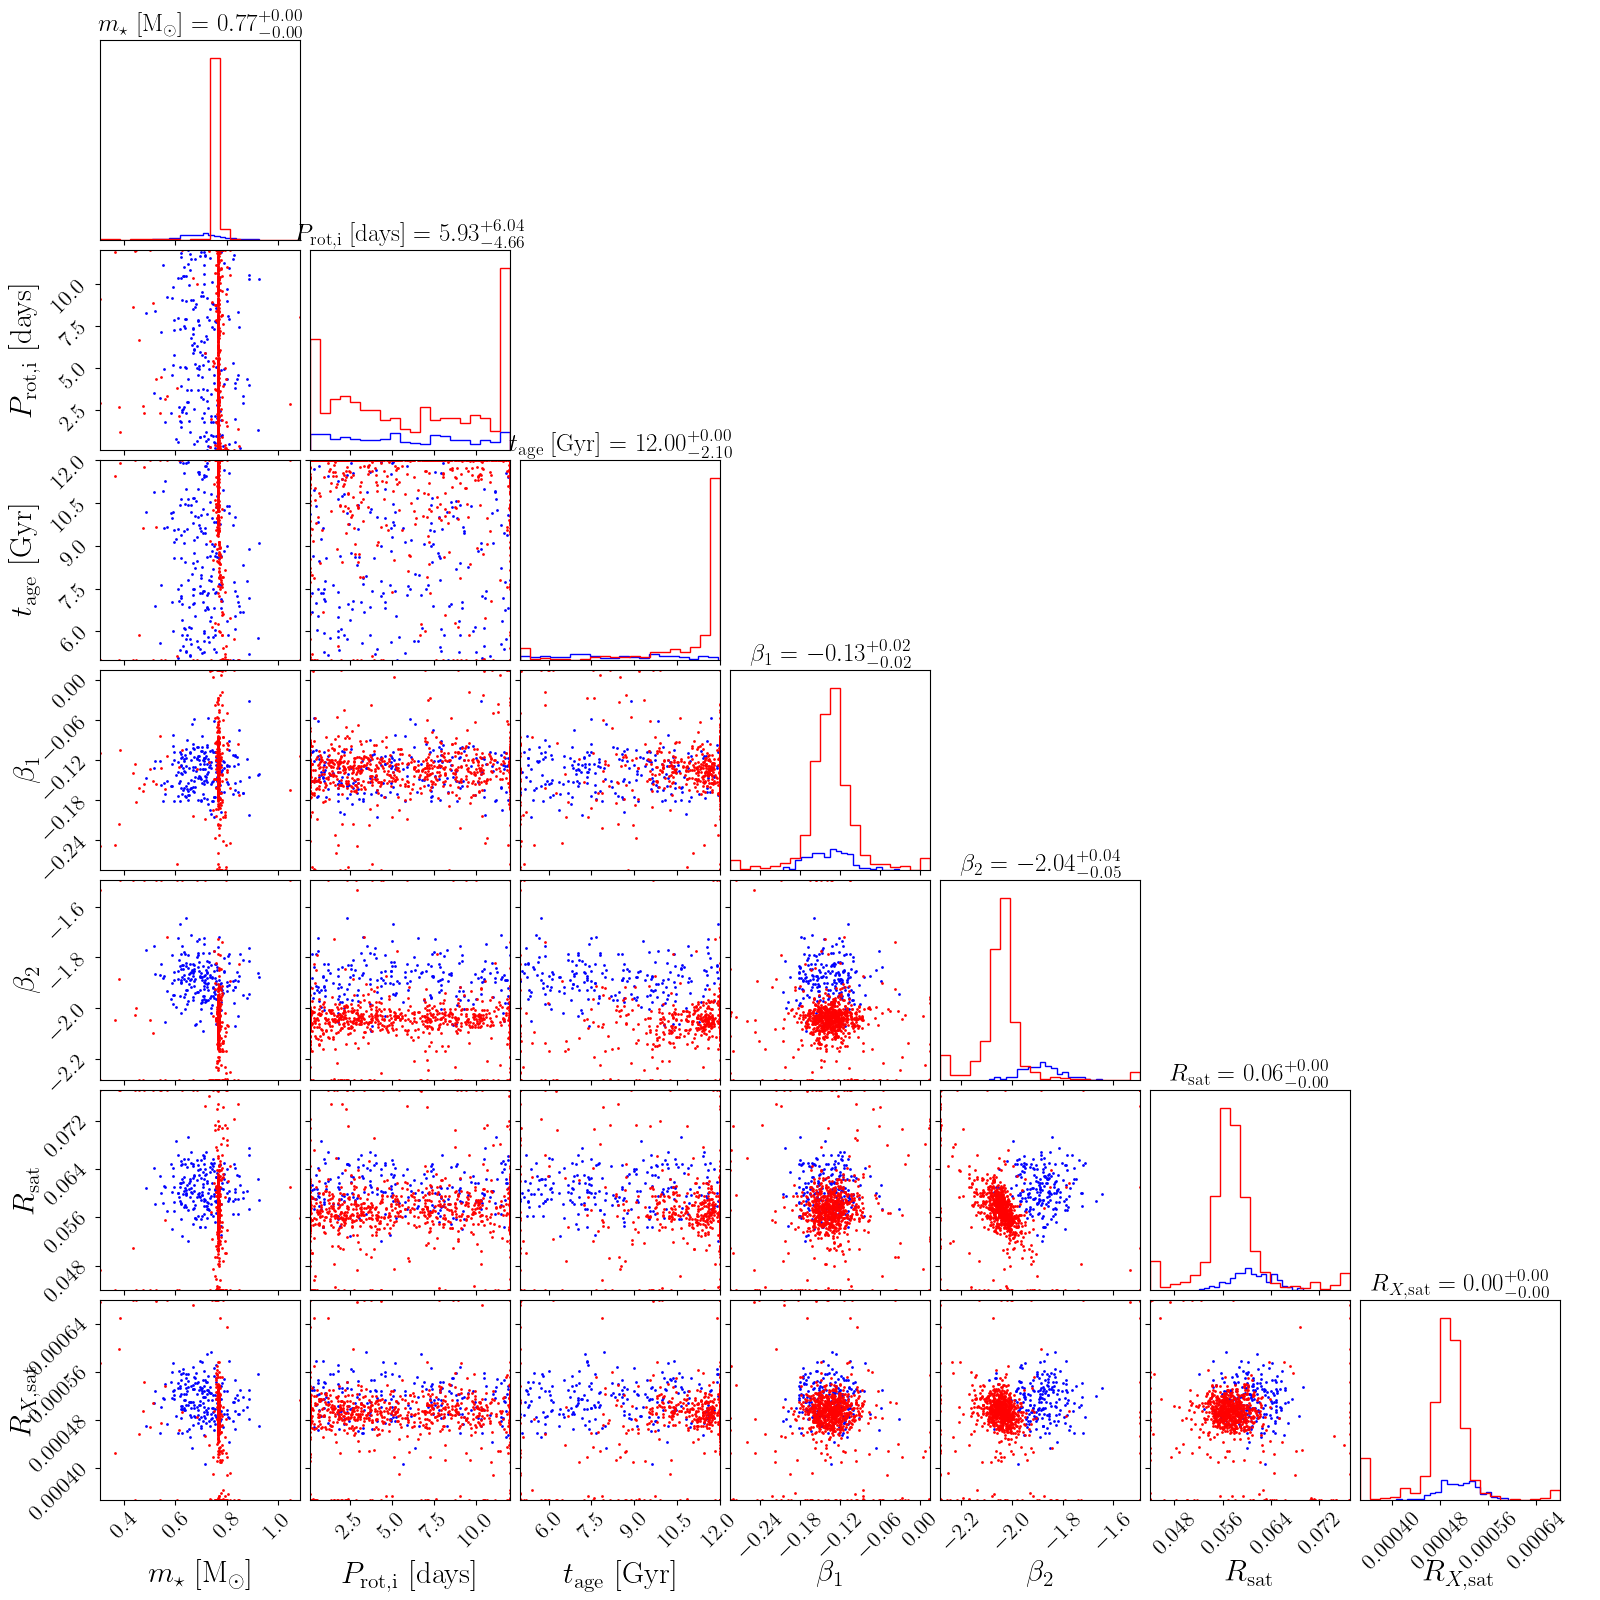 m⋆ [M⊙] = 0.77+0.00 −0.00
Prot,i [days] = 5.93+6.04 −4.66
Prot,i [days]
10.0
7.5
5.0
2.5
tage [Gyr] = 12.00+0.00 −2.10
tage [Gyr]
12.0
10.5
9.0
7.5
6.0
β1 = −0.13+0.02 −0.02
β1
0.00
−0.06
−0.12
−0.18
−0.24
β2 = −2.04+0.04 −0.05
β2
−1.6
−1.8
−2.0
−2.2
Rsat = 0.06+0.00 −0.00
Rsat
0.072
0.064
0.056
0.048
RX,sat = 0.00+0.00 −0.00
RX,sat
0.00064
0.00056
0.00048
0.00040
0.4 0.6 0.8 1.0
2.5 5.0 7.5 10.0
6.0 7.5 9.0 10.5 12.0
−0.24 −0.18 −0.12 −0.06 0.00
−2.2 −2.0 −1.8 −1.6
0.048 0.056 0.064 0.072
0.00040 0.00048 0.00056 0.00064
m⋆ [M⊙]
Prot,i [days]
tage [Gyr]
β1
β2
Rsat
RX,sat